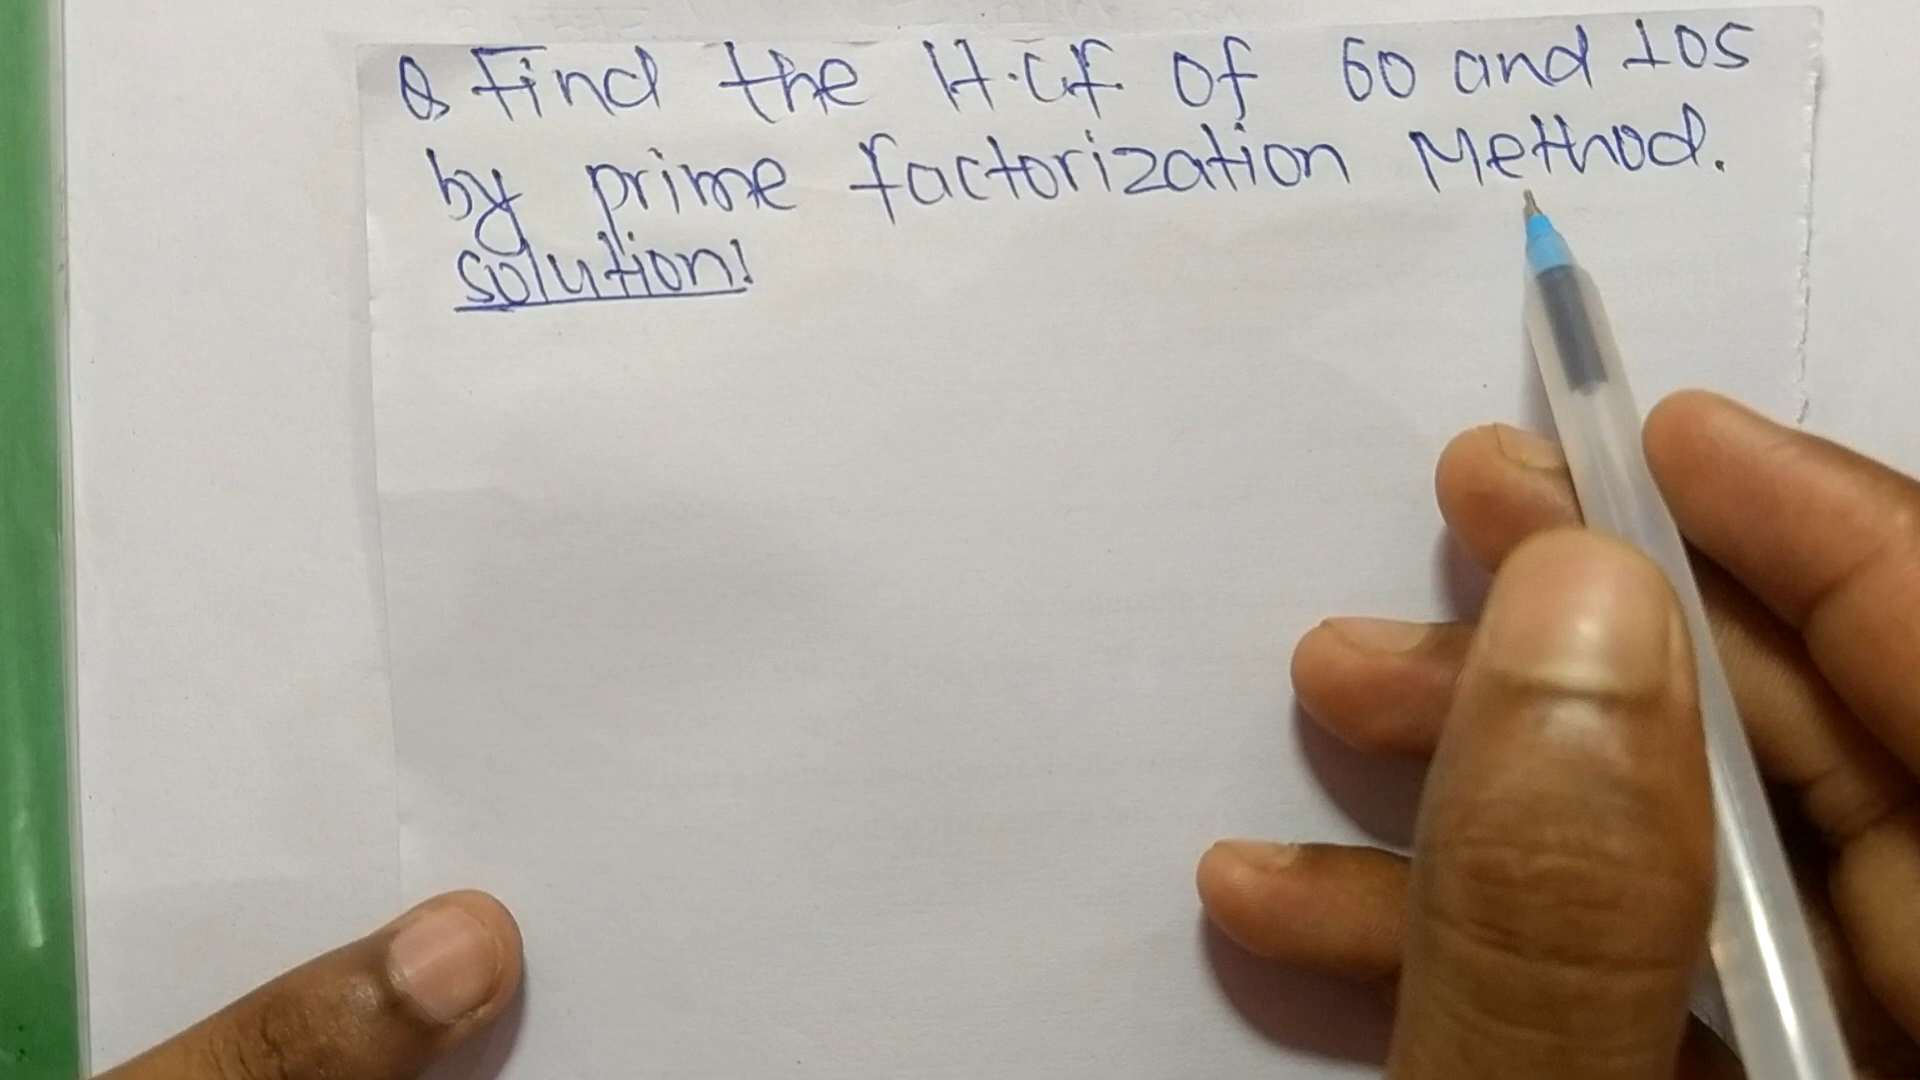 Q Find the H.C.F. Of 60 and 105
by prime factorization Method.
solution: